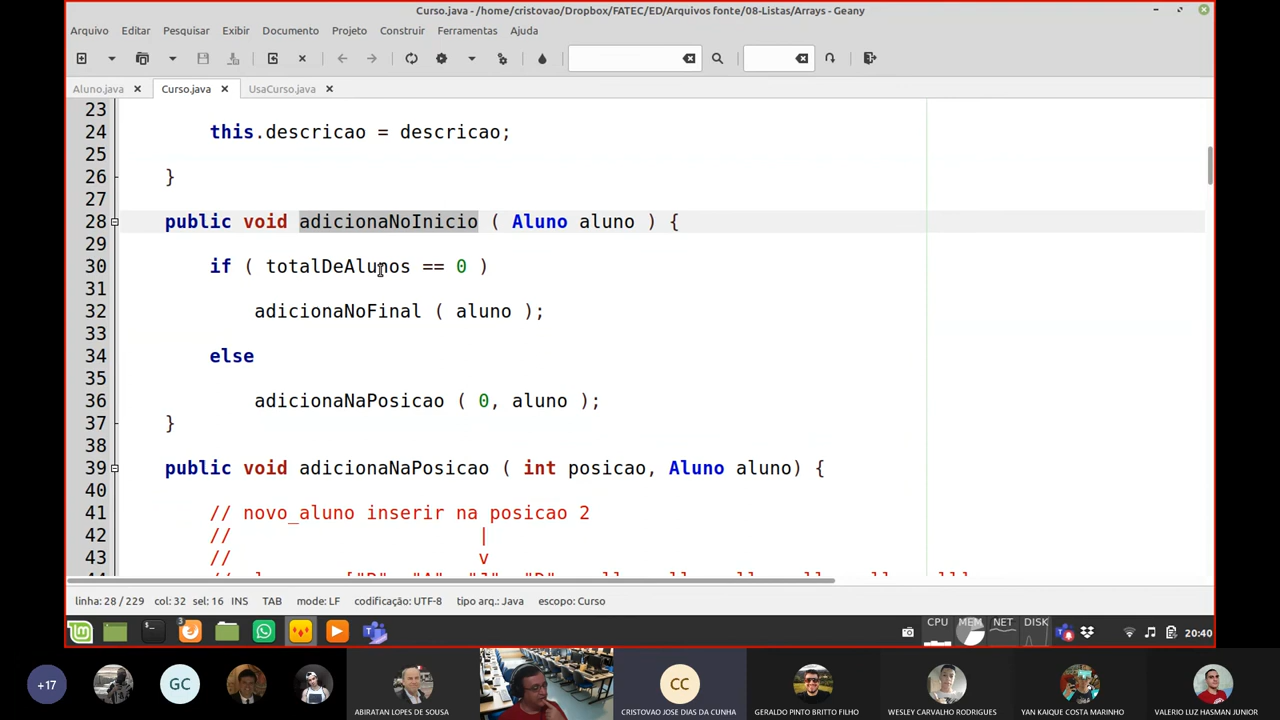 Curso.java - /home/cristovao/Dropbox/FATEC/ED/Arquivos fonte/08-Listas/Arrays - Geany
Arquivo Editar Pesquisar Exibir Documento Projeto Construir Ferramentas Ajuda
Aluno.java Curso.java UsaCurso.java
23
24 this.descricao = descricao;
25
26 }
27
28 public void adicionaNoInicio ( Aluno aluno ) {
29
30 if ( totalDeAlunos == 0 )
31
32 adicionaNoFinal ( aluno );
33
34 else
35
36 adicionaNaPosicao ( 0, aluno );
37 }
38
39 public void adicionaNaPosicao ( int posicao, Aluno aluno) {
40
41 // novo_aluno inserir na posicao 2
42 // |
43 // v
linha: 28 / 229 col: 32 sel: 16 INS TAB mode: LF codificação: UTF-8 tipo arq.: Java escopo: Curso
3 CPU MEM NET DISK 20:40
+17 GC CC
ABIRATAN LOPES DE SOUSA CRISTOVAO JOSE DIAS DA CUNHA GERALDO PINTO BRITTO FILHO WESLEY CARVALHO RODRIGUES YAN KAIQUE COSTA MARINHO VALERIO LUZ HASMAN JUNIOR